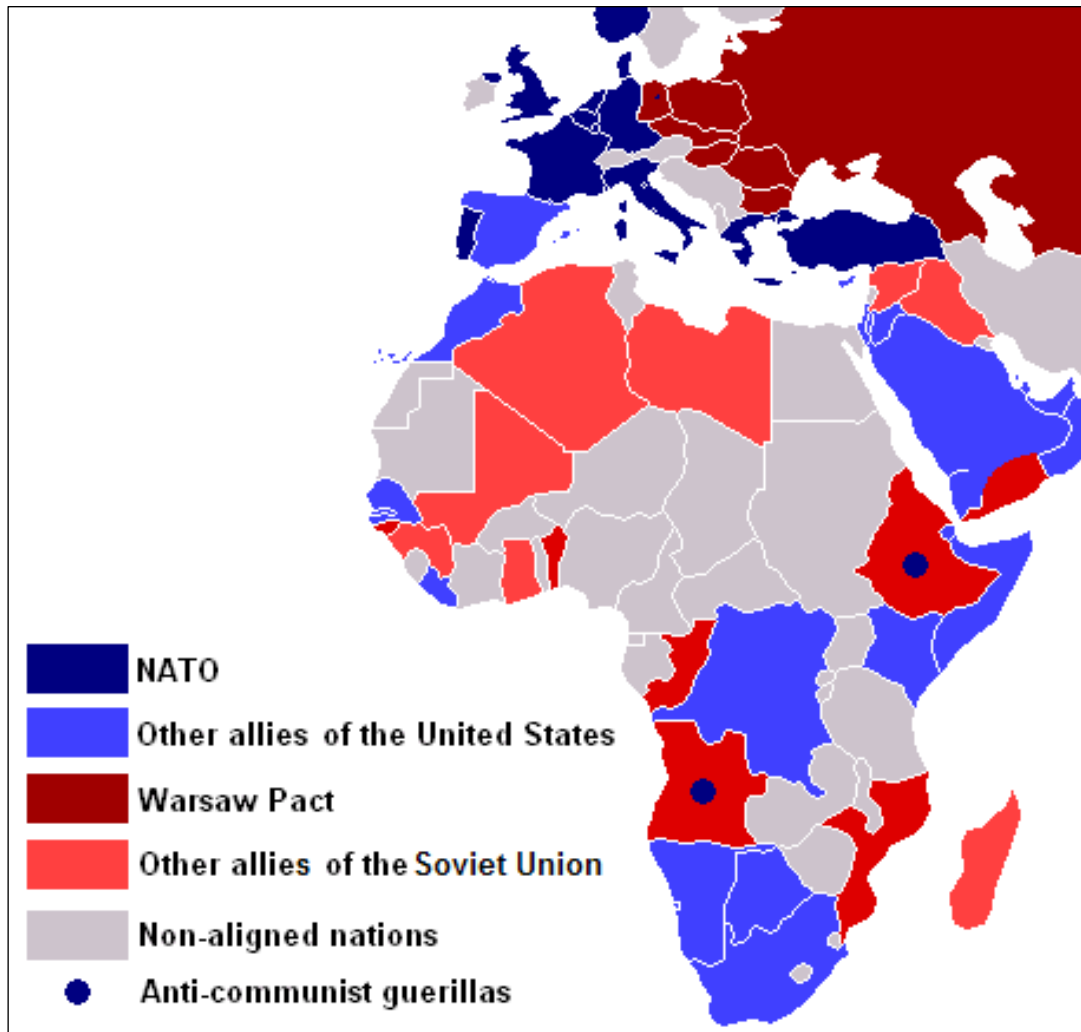 NATO
Other allies of the United States
Warsaw Pact
Other allies of the Soviet Union
Non-aligned nations
Anti-communist guerillas